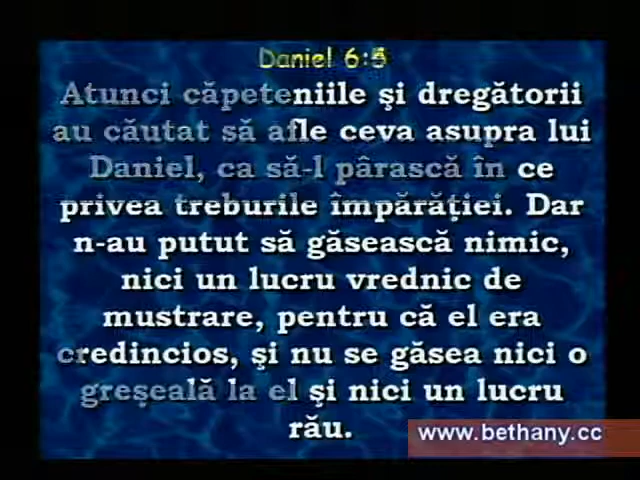 Daniel 6:
Atunci căpeteniile şi dregătorii
au căutat să afle ceva asupra lui
Daniel, ca să-l pârască în ce
privea treburile împărăţiei. Dar
n-au putut să găsească nimic,
nici un lucru vrednic de
mustrare, pentru că el era
credincios, şi nu se găsea nici o
greşeală la el şi nici un lucru
rău.
www.bethany.cc